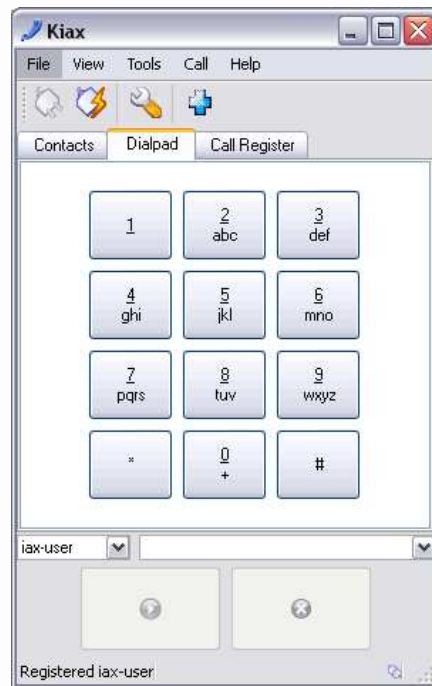 Kiax
File View Tools Call Help
Contacts Dialpad Call Register
1 2 3
abc def
4 5 6
ghi jkl mno
7 8 9
pqrs tuv wxyz
* 0 #
+
iax-user
Registered iax-user